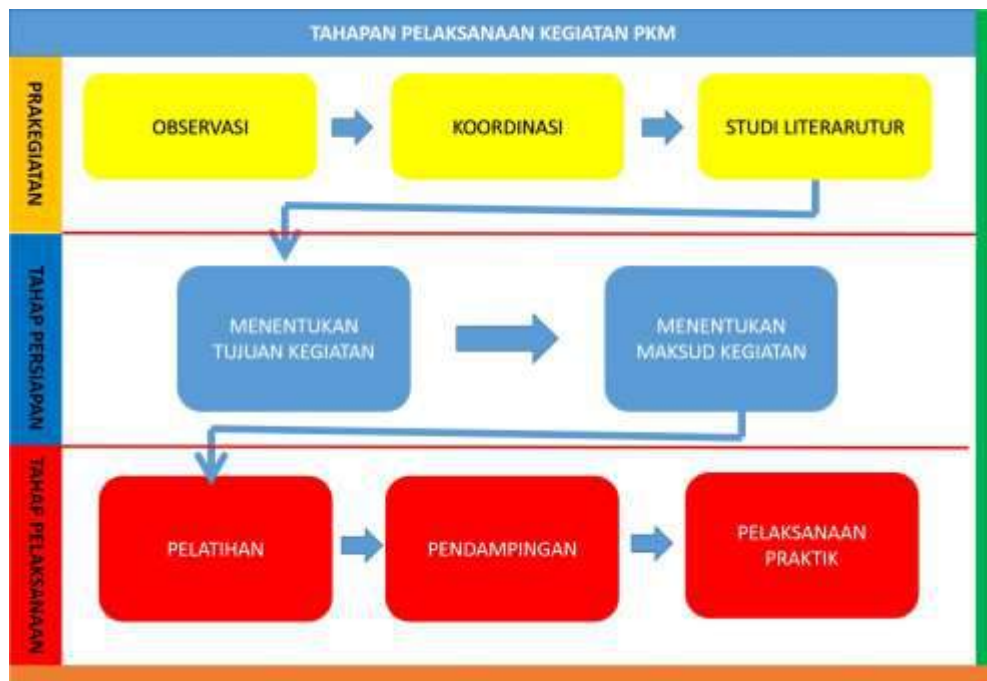 TAHAPAN PELAKSANAAN KEGIATAN PKM
PRAKEGIATAN
OBSERVASI
KOORDINASI
STUDI LITERARUTUR
TAHAP PERSIAPAN
MENENTUKAN
TUJUAN KEGIATAN
MENENTUKAN
MAKSUD KEGIATAN
TAHAF PELAKSANAAN
PELATIHAN
PENDAMPINGAN
PELAKSANAAN
PRAKTIK